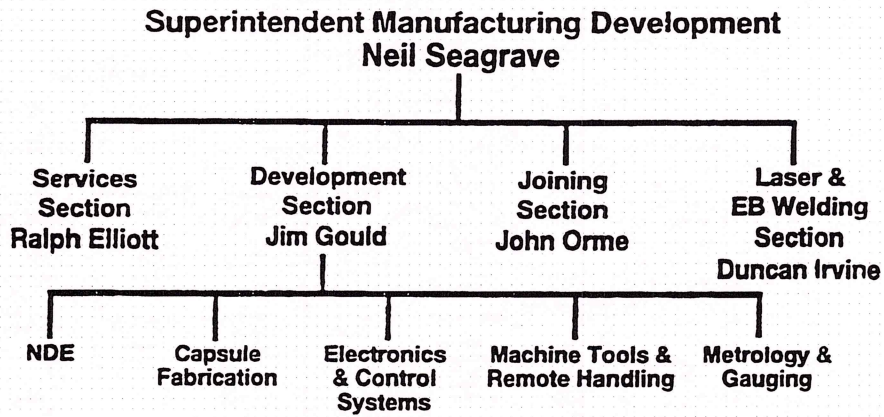 Superintendent Manufacturing Development
Neil Seagrave
Services
Section
Ralph Elliott
Development
Section
Jim Gould
Joining
Section
John Orme
Laser &
EB Welding
Section
Duncan Irvine
NDE
Capsule
Fabrication
Electronics
& Control
Systems
Machine Tools &
Remote Handling
Metrology &
Gauging